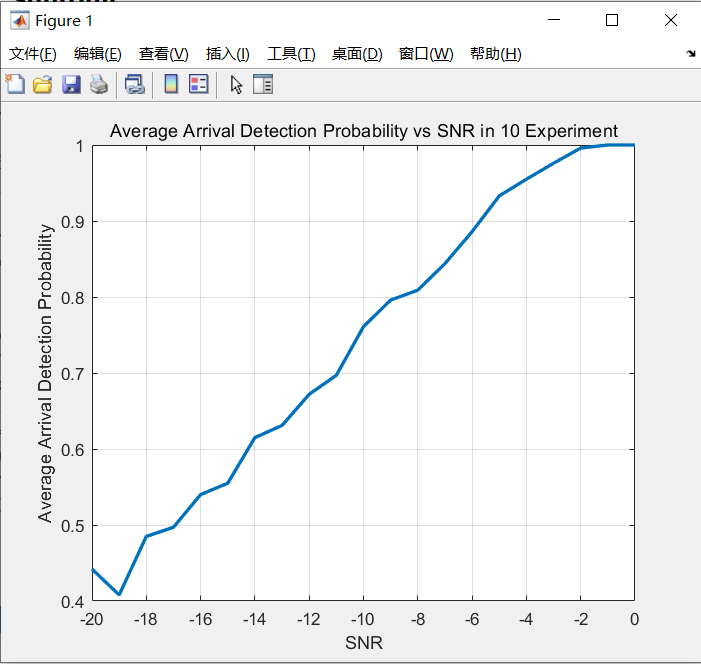 Figure 1
文件(F) 编辑(E) 查看(V) 插入(I) 工具(T) 桌面(D) 窗口(W) 帮助(H)
Average Arrival Detection Probability vs SNR in 10 Experiment
Average Arrival Detection Probability
1
0.9
0.8
0.7
0.6
0.5
0.4
-20 -18 -16 -14 -12 -10 -8 -6 -4 -2 0
SNR